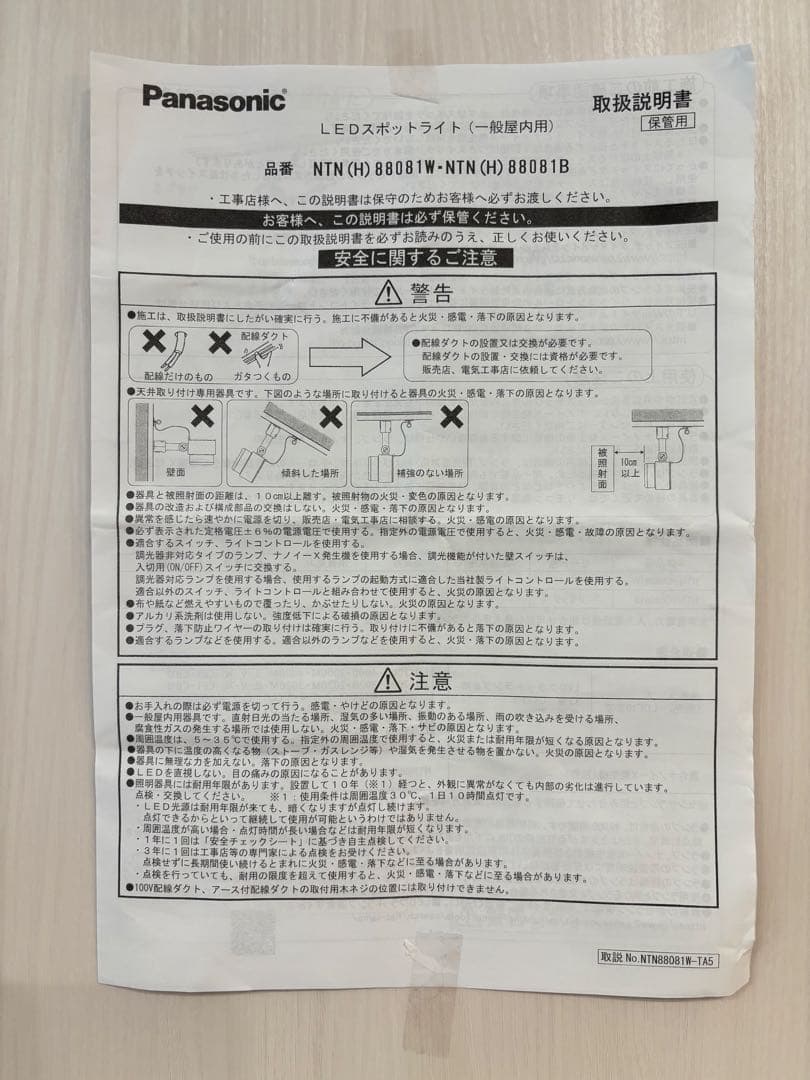 Panasonic
取扱説明書
LEDスポットライト（一般屋内用）
保管用
品番 NTN(H)88081W・NTN(H)88081B
・工事店様へ、この説明書は保守のためお客様へ必ずお渡しください。
お客様へ、この説明書は必ず保管ください。
・ご使用の前にこの取扱説明書を必ずお読みのうえ、正しくお使いください。
安全に関するご注意
警告
●施工は、取扱説明書にしたがい確実に行う。施工に不備があると火災・感電・落下の原因となります。
配線ダクト
配線だけのもの
ガタつくもの
●配線ダクトの設置又は交換が必要です。
配線ダクトの設置・交換には資格が必要です。
販売店、電気工事店に依頼してください。
●天井取り付け専用器具です。下図のような場所に取り付けると器具の火災・感電・落下の原因となります。
壁面
傾斜した場所
補強のない場所
被照射面
10cm以上
●器具と被照射面の距離は、１０cm以上離す。被照射物の火災・変色の原因となります。
●器具の改造および構成部品の交換はしない。火災・感電・落下の原因となります。
●異常を感じたら速やかに電源を切り、販売店・電気工事店に相談する。火災・感電の原因となります。
●必ず表示された定格電圧±６％の電源電圧で使用する。指定外の電源電圧で使用すると、火災・感電・故障の原因となります。
●適合するスイッチ、ライトコントロールを使用する。
調光器非対応タイプのランプ、ナノイーＸ発生機を使用する場合、調光機能が付いた壁スイッチは、
入切用(ON/OFF)スイッチに交換する。
調光器対応ランプを使用する場合、使用するランプの起動方式に適合した当社製ライトコントロールを使用する。
適合以外のスイッチ、ライトコントロールと組み合わせて使用すると、火災の原因となります。
●布や紙など燃えやすいもので覆ったり、かぶせたりしない。火災の原因となります。
●アルカリ系洗剤は使用しない。強度低下による破損の原因となります。
●プラグ、落下防止ワイヤーの取り付けは確実に行う。取り付けに不備があると落下の原因となります。
●適合するランプなどを使用する。適合以外のランプなどを使用すると、火災・落下の原因となります。
注意
●お手入れの際は必ず電源を切って行う。感電・やけどの原因となります。
●一般屋内用器具です。直射日光の当たる場所、湿気の多い場所、振動のある場所、雨の吹き込みを受ける場所、
腐食性ガスの発生する場所では使用しない。火災・感電・落下・サビの原因となります。
●周囲温度は、５～３５℃で使用する。指定外の周囲温度で使用すると、火災または耐用年限が短くなる原因となります。
●器具の下に温度の高くなる物（ストーブ・ガスレンジ等）や湿気を発生させる物を置かない。火災の原因となります。
●器具に無理な力を加えない。落下の原因となります。
●ＬＥＤを直視しない。目の痛みの原因になることがあります。
●照明器具には耐用年限があります。設置して１０年（※１）経つと、外観に異常がなくても内部の劣化は進行しています。
点検・交換してください。 ※１：使用条件は周囲温度３０℃、１日１０時間点灯です。
・ＬＥＤ光源は耐用年限が来ても、暗くなりますが点灯し続けます。
点灯できるからといって継続して使用が可能というわけではありません。
・周囲温度が高い場合・点灯時間が長い場合などは耐用年限が短くなります。
・１年に１回は「安全チェックシート」に基づき自主点検してください。
・３年に１回は工事店等の専門家による点検をお受けください。
点検せずに長期間使い続けるとまれに火災・感電・落下などに至る場合があります。
・点検を行っていても、耐用の限度を超えて使用すると、火災・感電・落下などに至る場合があります。
●100V配線ダクト、アース付配線ダクトの取付用木ネジの位置には取り付けできません。
取説 No.NTN88081W-TA5